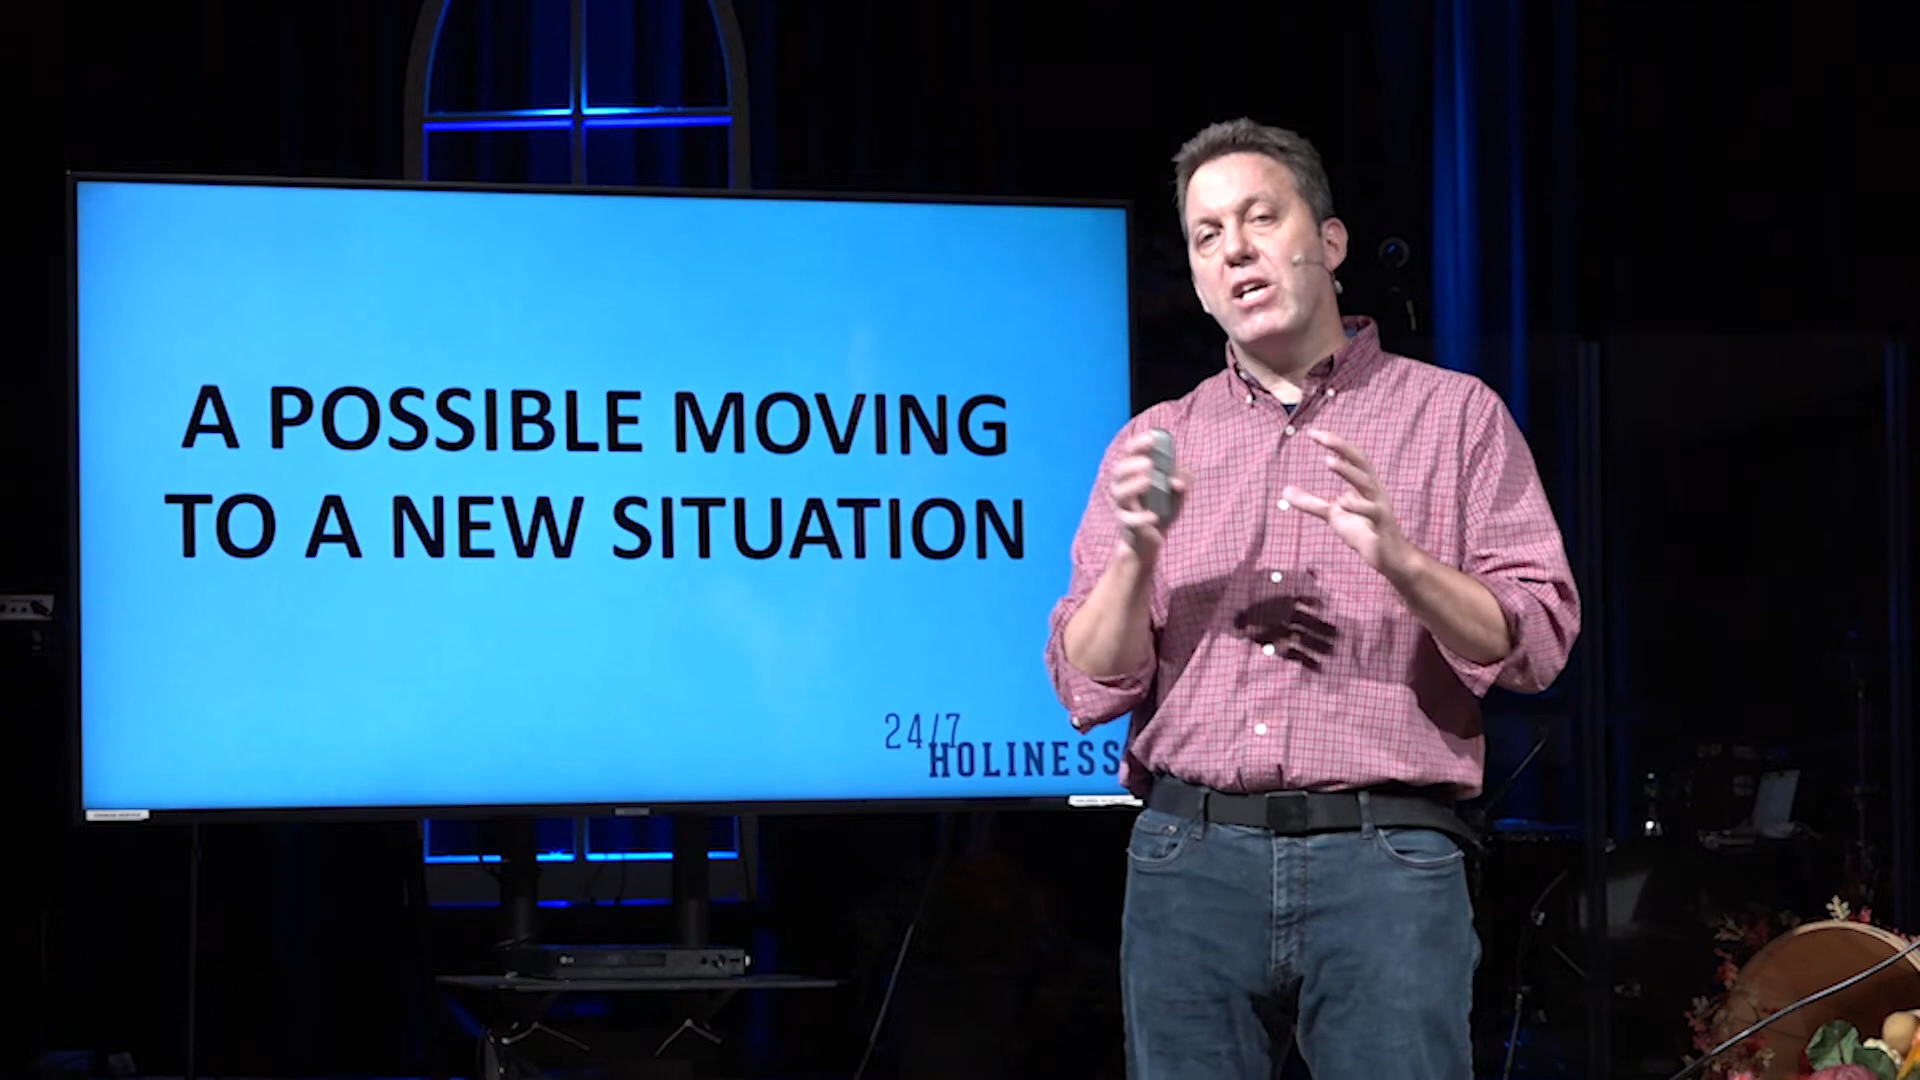 A POSSIBLE MOVING
TO A NEW SITUATION
24/7
HOLINESS